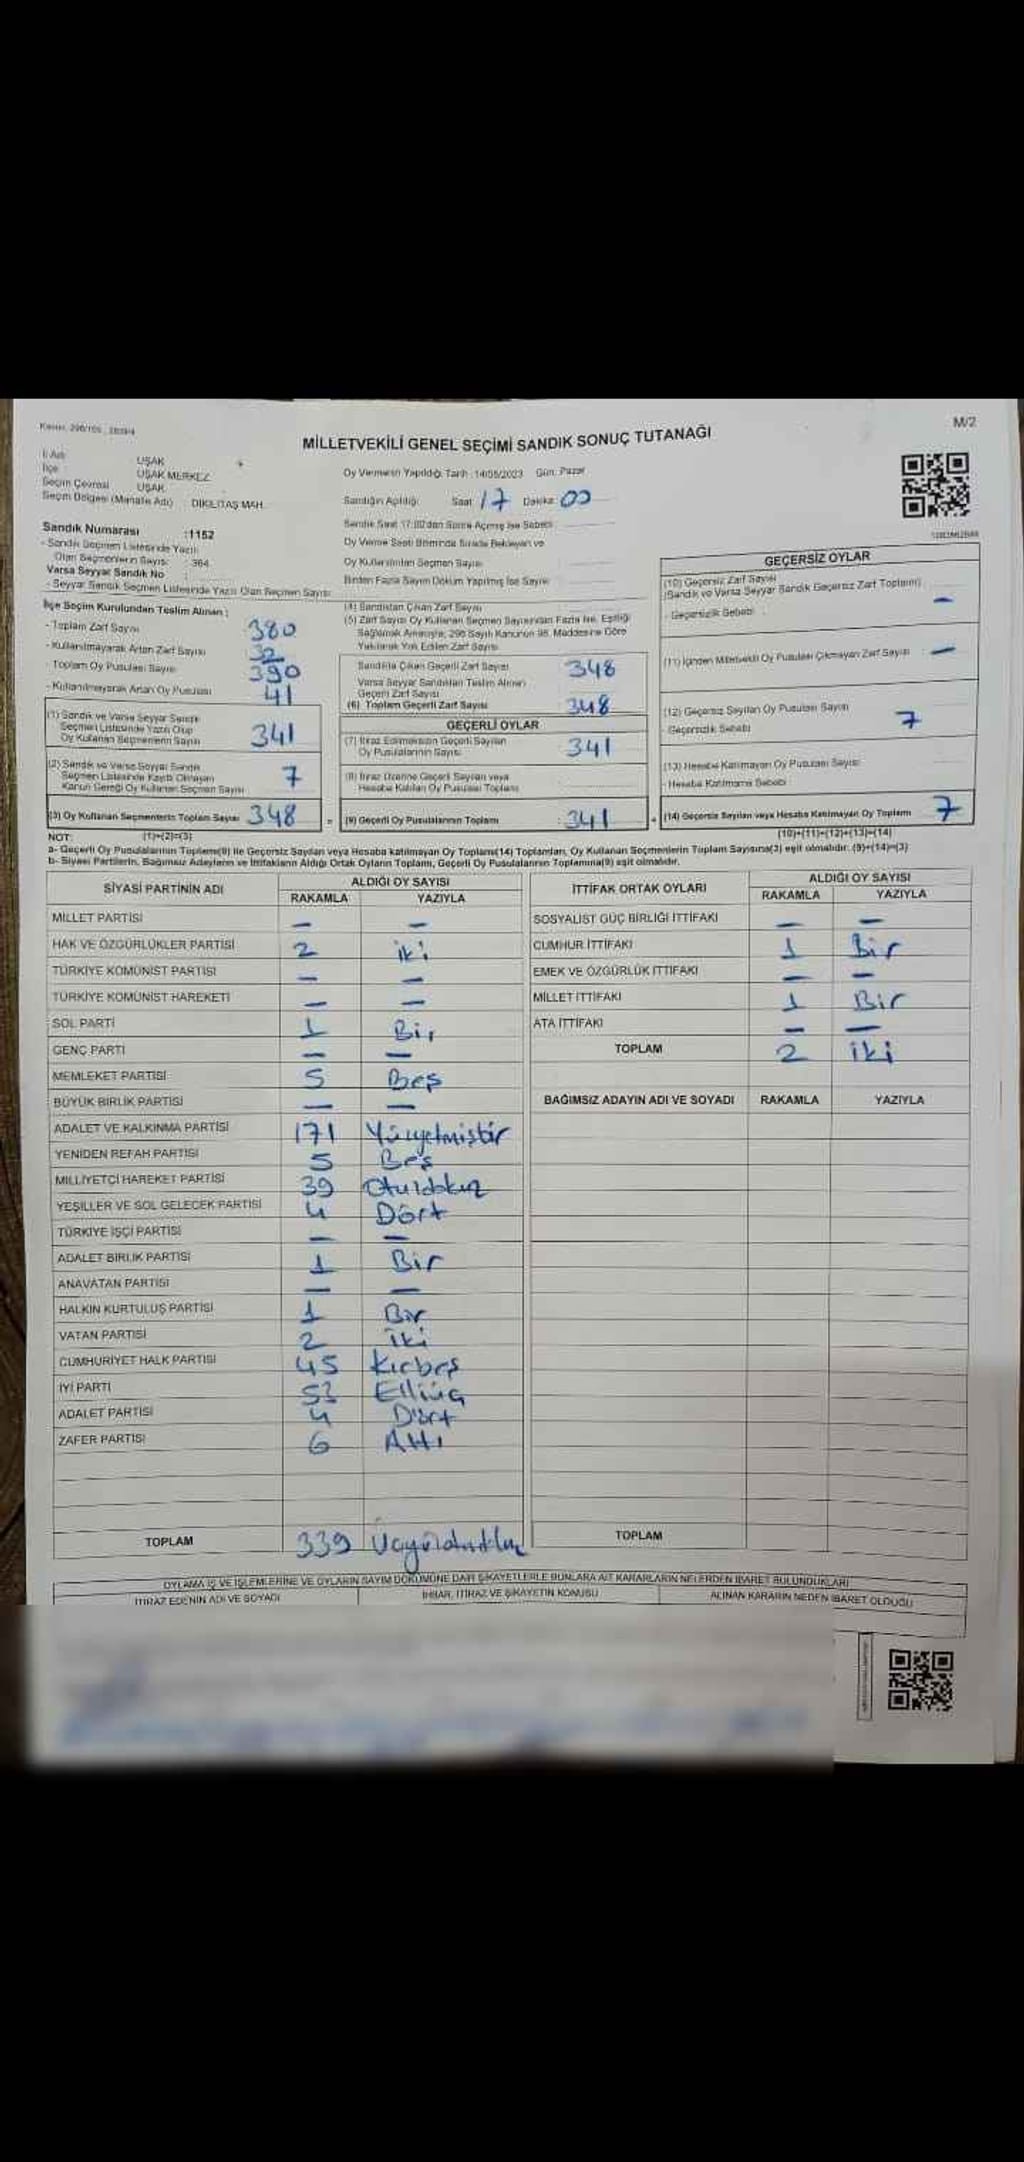 M/2
MİLLETVEKİLİ GENEL SEÇİMİ SANDIK SONUÇ TUTANAĞI
İl Adı UŞAK
İlçe UŞAK MERKEZ
Seçim Çevresi UŞAK
Seçim Bölgesi (Mahalle Adı) DİKİLİTAŞ MAH.
Sandık Numarası :1152
- Sandık Seçmen Listesinde Yazılı
Olan Seçmenlerin Sayısı : 364
Varsa Seyyar Sandık No :
- Seyyar Sandık Seçmen Listesinde Yazılı Olan Seçmen Sayısı
Oy Vermenin Yapıldığı Tarih : 14/05/2023 Gün: Pazar
Sandığın Açıldığı Saat 17 Dakika: 00
Sandık Saat 17:00'dan Sonra Açılmış İse Sebebi
Oy Verme Saati Bitiminde Sırada Bekleyen ve
Oy Kullandırılan Seçmen Sayısı
Birden Fazla Sayım Döküm Yapılmış İse Sayısı
İlçe Seçim Kurulundan Teslim Alınan :
- Toplam Zarf Sayısı 380
- Kullanılmayarak Artan Zarf Sayısı 32
- Toplam Oy Pusulası Sayısı 390
- Kullanılmayarak Artan Oy Pusulası 41
(1) Sandık ve Varsa Seyyar Sandık
Seçmen Listesinde Yazılı Olup
Oy Kullanan Seçmenlerin Sayısı 341
(2) Sandık ve Varsa Seyyar Sandık
Seçmen Listesinde Kayıtlı Olmayan
Kanun Gereği Oy Kullanan Seçmen Sayısı 7
(3) Oy Kullanan Seçmenlerin Toplam Sayısı 348
(1)+(2)=(3)
(4) Sandıktan Çıkan Zarf Sayısı
(5) Zarf Sayısı Oy Kullanan Seçmen Sayısından Fazla İse, Eşitliği
Sağlamak Amacıyla, 298 Sayılı Kanunun 98. Maddesine Göre
Yakılarak Yok Edilen Zarf Sayısı
Sandıkta Çıkan Geçerli Zarf Sayısı 348
Varsa Seyyar Sandıktan Teslim Alınan
Geçerli Zarf Sayısı
(6) Toplam Geçerli Zarf Sayısı 348
GEÇERLİ OYLAR
(7) İtiraz Edilmeksizin Geçerli Sayılan
Oy Pusulalarının Sayısı 341
(8) İtiraz Üzerine Geçerli Sayılan veya
Hesaba Katılan Oy Pusulası Toplamı
(9) Geçerli Oy Pusulalarının Toplamı : 341
GEÇERSİZ OYLAR
(10) Geçersiz Zarf Sayısı
(Sandık ve Varsa Seyyar Sandık Geçersiz Zarf Toplamı) -
- Geçersizlik Sebebi :
(11) İçinden Milletvekili Oy Pusulası Çıkmayan Zarf Sayısı : -
(12) Geçersiz Sayılan Oy Pusulası Sayısı 7
- Geçersizlik Sebebi
(13) Hesaba Katılmayan Oy Pusulası Sayısı
- Hesaba Katılmama Sebebi
(14) Geçersiz Sayılan veya Hesaba Katılmayan Oy Toplamı 7
(10)+(11)+(12)+(13)=(14)
NOT:
a- Geçerli Oy Pusulalarının Toplamı(9) ile Geçersiz Sayılan veya Hesaba katılmayan Oy Toplamı(14) Toplamları, Oy Kullanan Seçmenlerin Toplam Sayısına(3) eşit olmalıdır. (9)+(14)=(3)
b- Siyasi Partilerin, Bağımsız Adayların ve İttifakların Aldığı Ortak Oyların Toplamı, Geçerli Oy Pusulalarının Toplamına(9) eşit olmalıdır.
SİYASİ PARTİNİN ADI ALDIĞI OY SAYISI
RAKAMLA YAZIYLA
MİLLET PARTİSİ - -
HAK VE ÖZGÜRLÜKLER PARTİSİ 2 iki
TÜRKİYE KOMÜNİST PARTİSİ - -
TÜRKİYE KOMÜNİST HAREKETİ - -
SOL PARTİ 1 Bir
GENÇ PARTİ - -
MEMLEKET PARTİSİ 5 Beş
BÜYÜK BİRLİK PARTİSİ - -
ADALET VE KALKINMA PARTİSİ 171 Yüzyetmişbir
YENİDEN REFAH PARTİSİ 5 Beş
MİLLİYETÇİ HAREKET PARTİSİ 39 Otuzdokuz
YEŞİLLER VE SOL GELECEK PARTİSİ 4 Dört
TÜRKİYE İŞÇİ PARTİSİ - -
ADALET BİRLİK PARTİSİ 1 Bir
ANAVATAN PARTİSİ - -
HALKIN KURTULUŞ PARTİSİ 1 Bir
VATAN PARTİSİ 2 iki
CUMHURİYET HALK PARTİSİ 45 Kırkbeş
İYİ PARTİ 53 Elliüç
ADALET PARTİSİ 4 Dört
ZAFER PARTİSİ 6 Altı
TOPLAM 339 Üçyüzotuzdokuz
İTTİFAK ORTAK OYLARI ALDIĞI OY SAYISI
RAKAMLA YAZIYLA
SOSYALİST GÜÇ BİRLİĞİ İTTİFAKI - -
CUMHUR İTTİFAKI 1 Bir
EMEK VE ÖZGÜRLÜK İTTİFAKI - -
MİLLET İTTİFAKI 1 Bir
ATA İTTİFAKI - -
TOPLAM 2 iki
BAĞIMSIZ ADAYIN ADI VE SOYADI RAKAMLA YAZIYLA
TOPLAM
OYLAMA İŞ VE İŞLEMLERİNE VE OYLARIN SAYIM DÖKÜMÜNE DAİR ŞİKAYETLERLE BUNLARA AİT KARARLARIN NELERDEN İBARET BULUNDUKLARI
İTİRAZ EDENİN ADI VE SOYADI İHBAR, İTİRAZ VE ŞİKAYETİN KONUSU ALINAN KARARIN NEDEN İBARET OLDUĞU